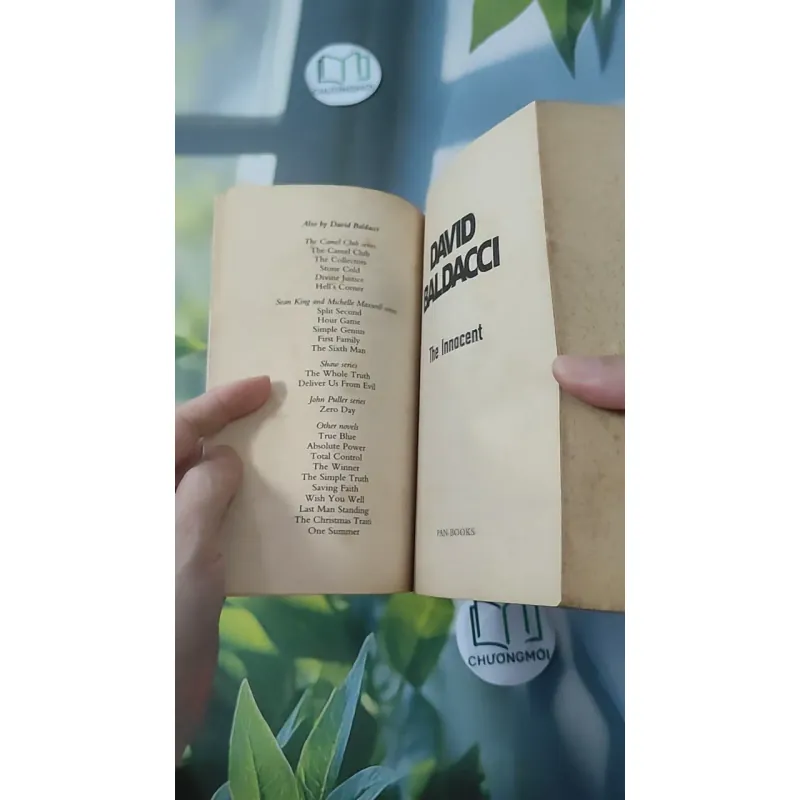 CHUONGMOI
Also by David Baldacci
The Camel Club series
The Camel Club
The Collectors
Stone Cold
Divine Justice
Hell's Corner
Sean King and Michelle Maxwell series
Split Second
Hour Game
Simple Genius
First Family
The Sixth Man
Shaw series
The Whole Truth
Deliver Us From Evil
John Puller series
Zero Day
Other novels
True Blue
Absolute Power
Total Control
The Winner
The Simple Truth
Saving Faith
Wish You Well
Last Man Standing
The Christmas Train
One Summer
DAVID
BALDACCI
The Innocent
PAN BOOKS
CHƯƠNGMỚI